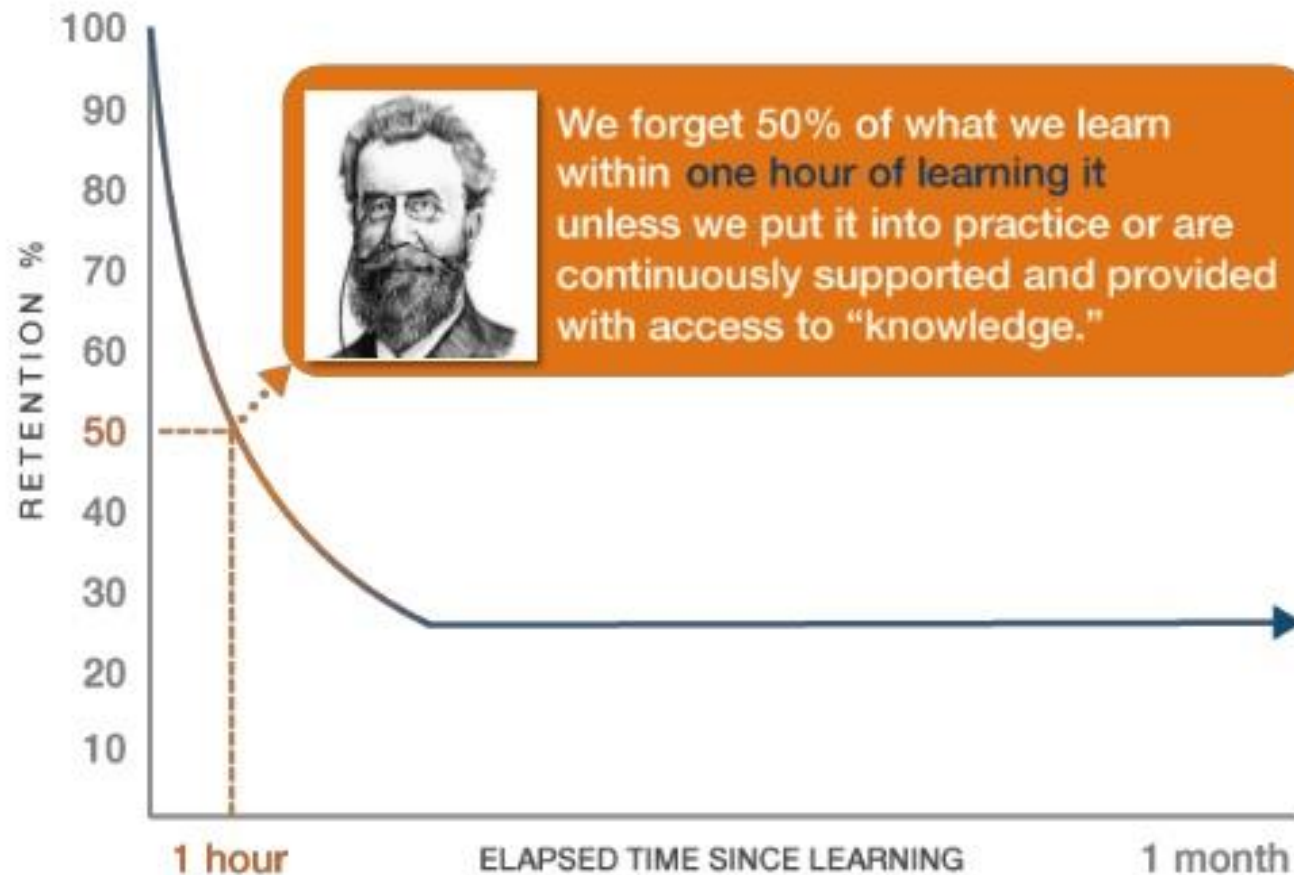 100
90
80
70
60
50
40
30
20
10
RETENTION %
We forget 50% of what we learn
within one hour of learning it
unless we put it into practice or are
continuously supported and provided
with access to “knowledge.”
1 hour
ELAPSED TIME SINCE LEARNING
1 month